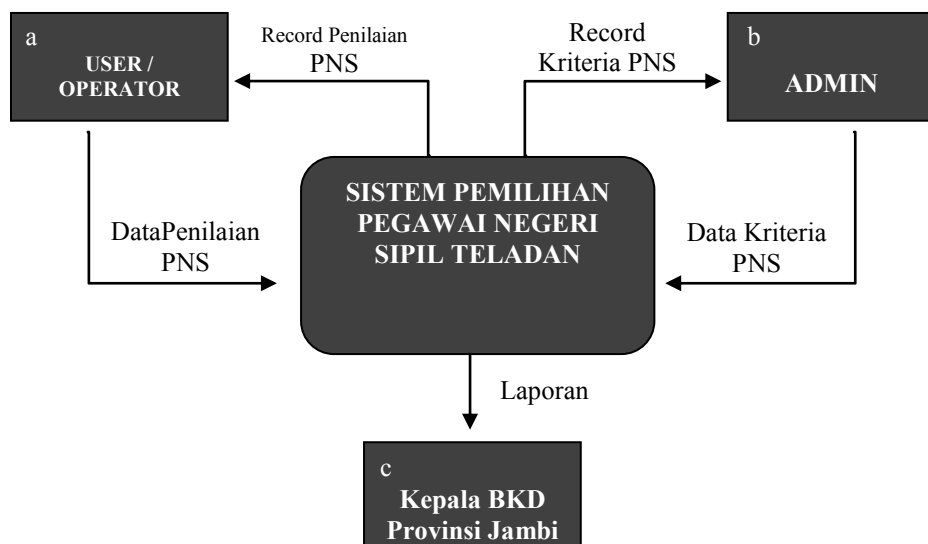 a
USER /
OPERATOR
Record Penilaian
PNS
Record
Kriteria PNS
b
ADMIN
SISTEM PEMILIHAN
PEGAWAI NEGERI
SIPIL TELADAN
DataPenilaian
PNS
Data Kriteria
PNS
Laporan
c
Kepala BKD
Provinsi Jambi